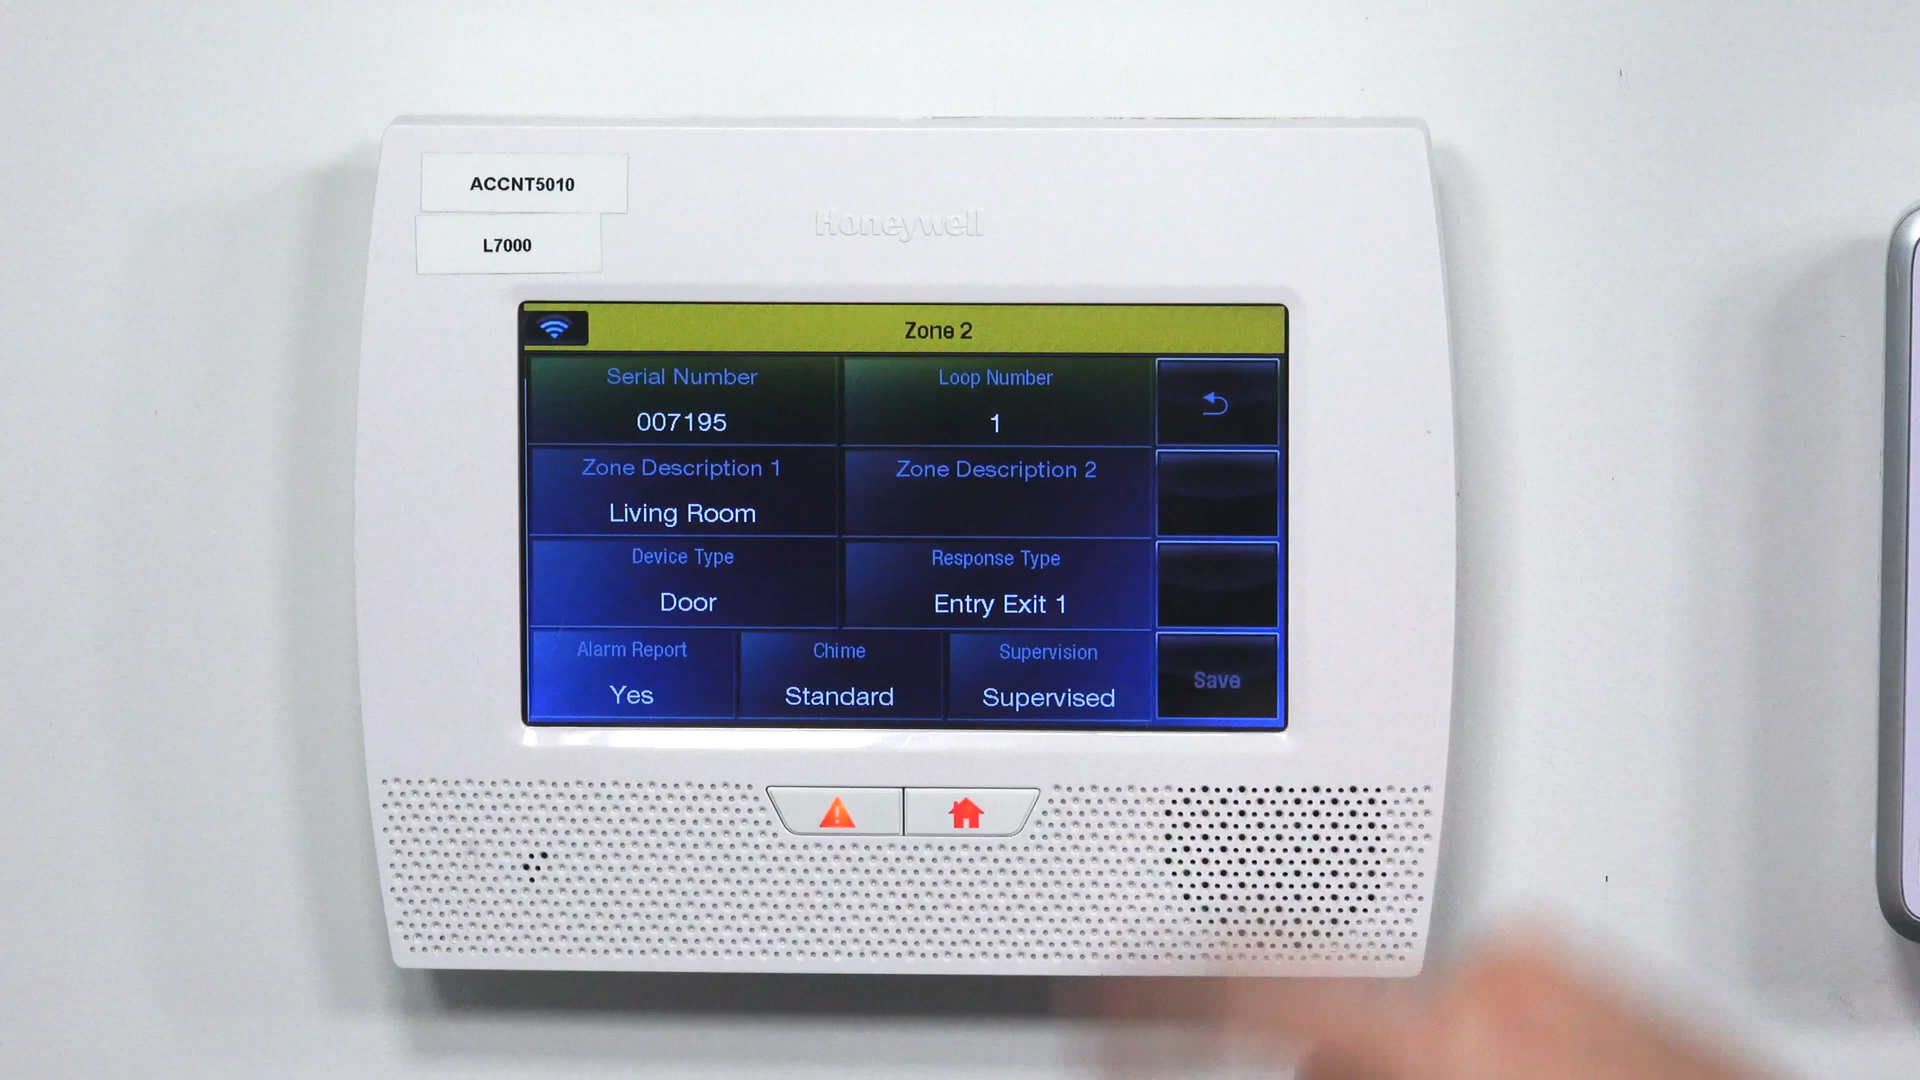 ACCNT5010
L7000
Honeywell
Zone 2
Serial Number
007195
Loop Number
1
Zone Description 1
Living Room
Zone Description 2
Device Type
Door
Response Type
Entry Exit 1
Alarm Report
Yes
Chime
Standard
Supervision
Supervised
Save